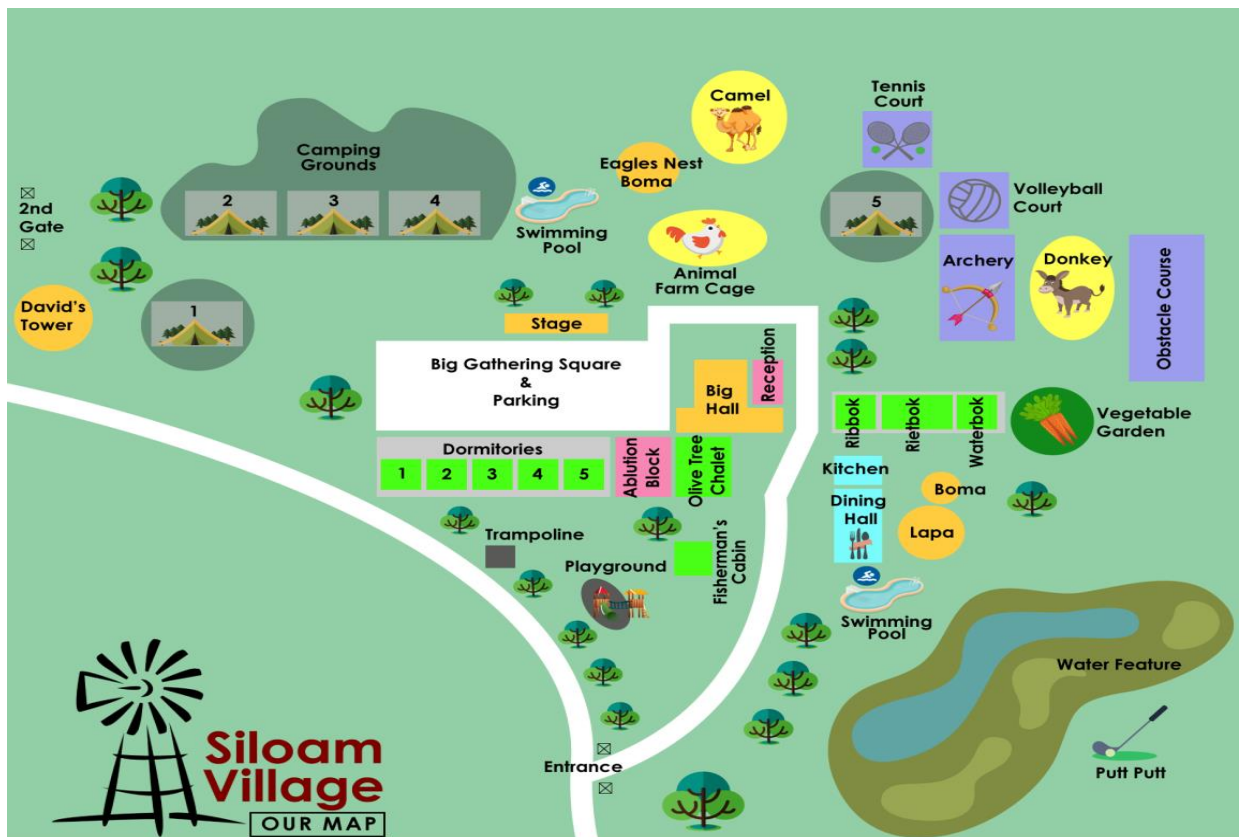 Camel
Tennis
Court
Camping
Grounds
Eagles Nest
Boma
2
3
4
5
2nd
Gate
Swimming
Pool
Volleyball
Court
Animal
Farm Cage
Archery
Donkey
Obstacle Course
David's
Tower
1
Stage
Big Gathering Square
&
Parking
Big
Hall
Reception
Ribbok
Rietbok
Waterbok
Vegetable
Garden
Dormitories
1
2
3
4
5
Ablution
Block
Olive Tree
Chalet
Kitchen
Dining
Hall
Boma
Lapa
Trampoline
Playground
Fisherman's
Cabin
Swimming
Pool
Water Feature
Putt Putt
Entrance
Siloam
Village
OUR MAP